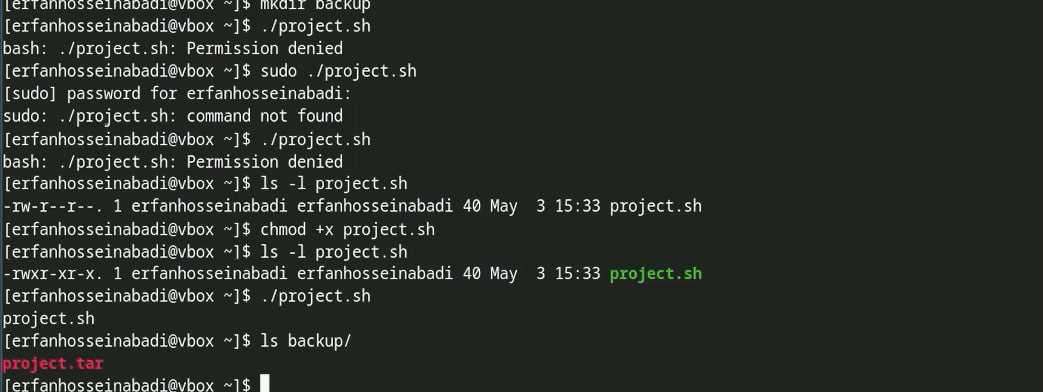 [erfanhosseinabadi@vbox ~]$ mkdir backup
[erfanhosseinabadi@vbox ~]$ ./project.sh
bash: ./project.sh: Permission denied
[erfanhosseinabadi@vbox ~]$ sudo ./project.sh
[sudo] password for erfanhosseinabadi:
sudo: ./project.sh: command not found
[erfanhosseinabadi@vbox ~]$ ./project.sh
bash: ./project.sh: Permission denied
[erfanhosseinabadi@vbox ~]$ ls -l project.sh
-rw-r--r--. 1 erfanhosseinabadi erfanhosseinabadi 40 May  3 15:33 project.sh
[erfanhosseinabadi@vbox ~]$ chmod +x project.sh
[erfanhosseinabadi@vbox ~]$ ls -l project.sh
-rwxr-xr-x. 1 erfanhosseinabadi erfanhosseinabadi 40 May  3 15:33 project.sh
[erfanhosseinabadi@vbox ~]$ ./project.sh
project.sh
[erfanhosseinabadi@vbox ~]$ ls backup/
project.tar
[erfanhosseinabadi@vbox ~]$